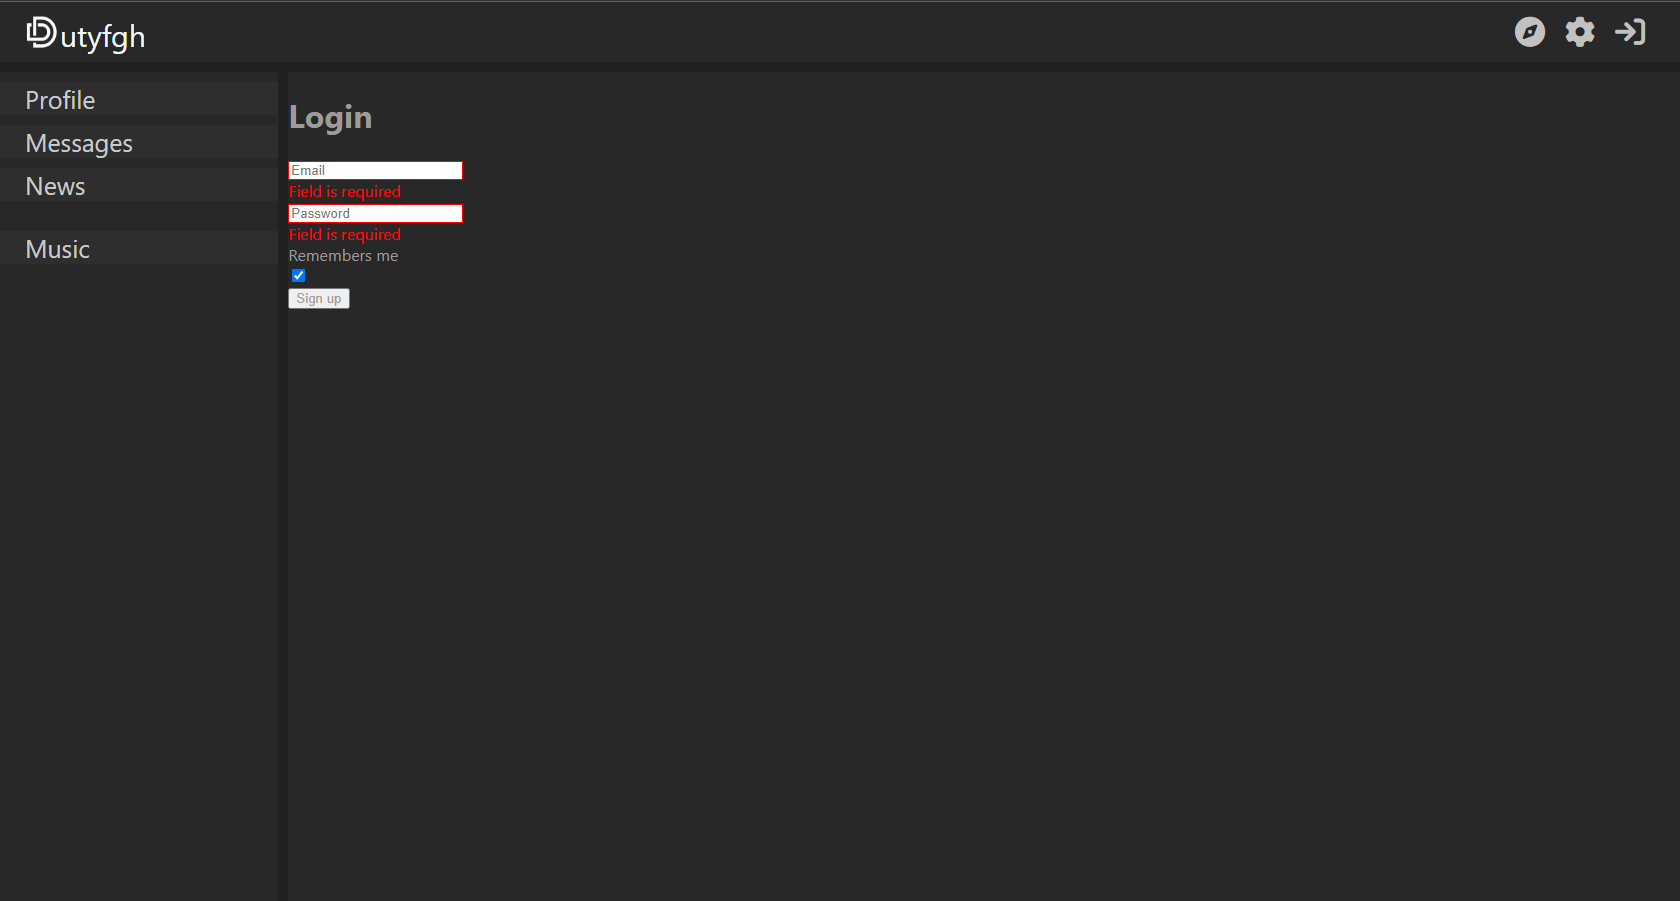 Dutyfgh
Profile
Messages
News
Music
Login
Email
Field is required
Password
Field is required
Remembers me
Sign up